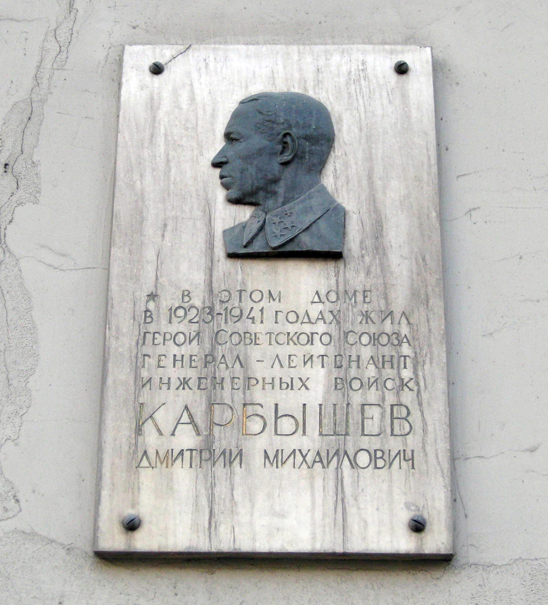 В ЭТОМ ДОМЕ
В 1923-1941 ГОДАХ ЖИЛ
ГЕРОЙ СОВЕТСКОГО СОЮЗА
ГЕНЕРАЛ-ЛЕЙТЕНАНТ
ИНЖЕНЕРНЫХ ВОЙСК
КАРБЫШЕВ
ДМИТРИЙ МИХАЙЛОВИЧ